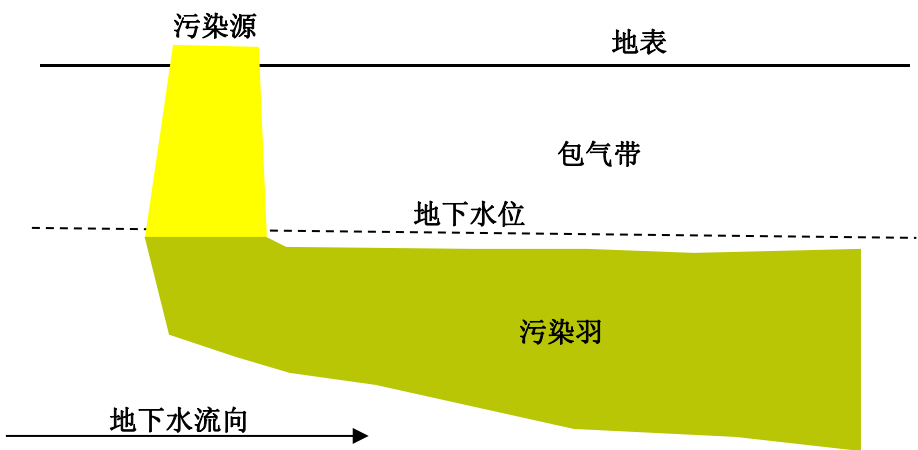 污染源
地表
包气带
地下水位
污染羽
地下水流向